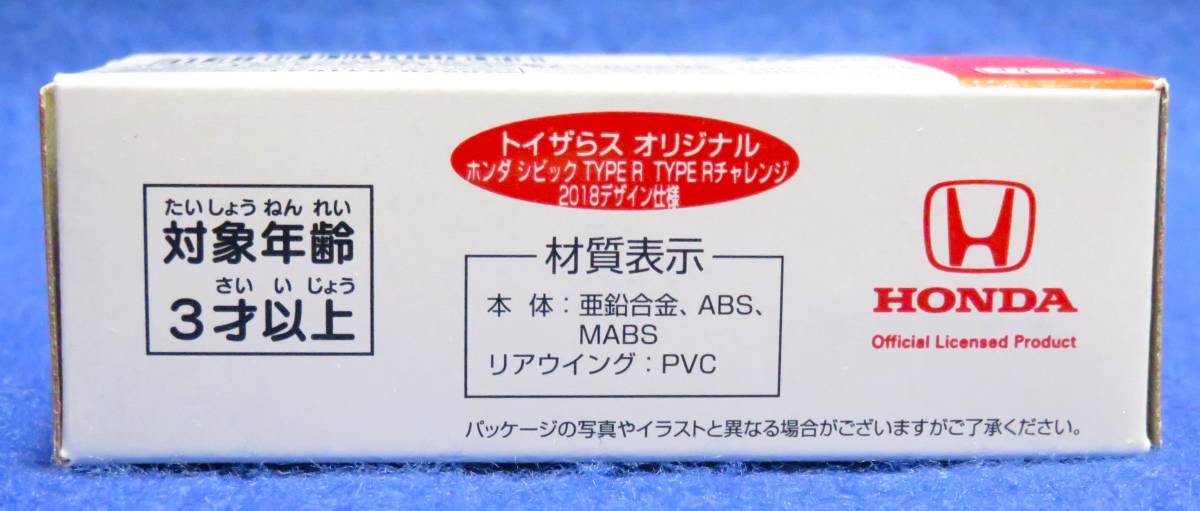 トイザらス オリジナル
ホンダ シビック TYPE R TYPE Rチャレンジ
2018デザイン仕様
たいしょう ねん れい
対象年齢
さい い じょう
3才以上
材質表示
本 体：亜鉛合金、ABS、
MABS
リアウイング：PVC
HONDA
Official Licensed Product
パッケージの写真やイラストと異なる場合がございますがご了承ください。